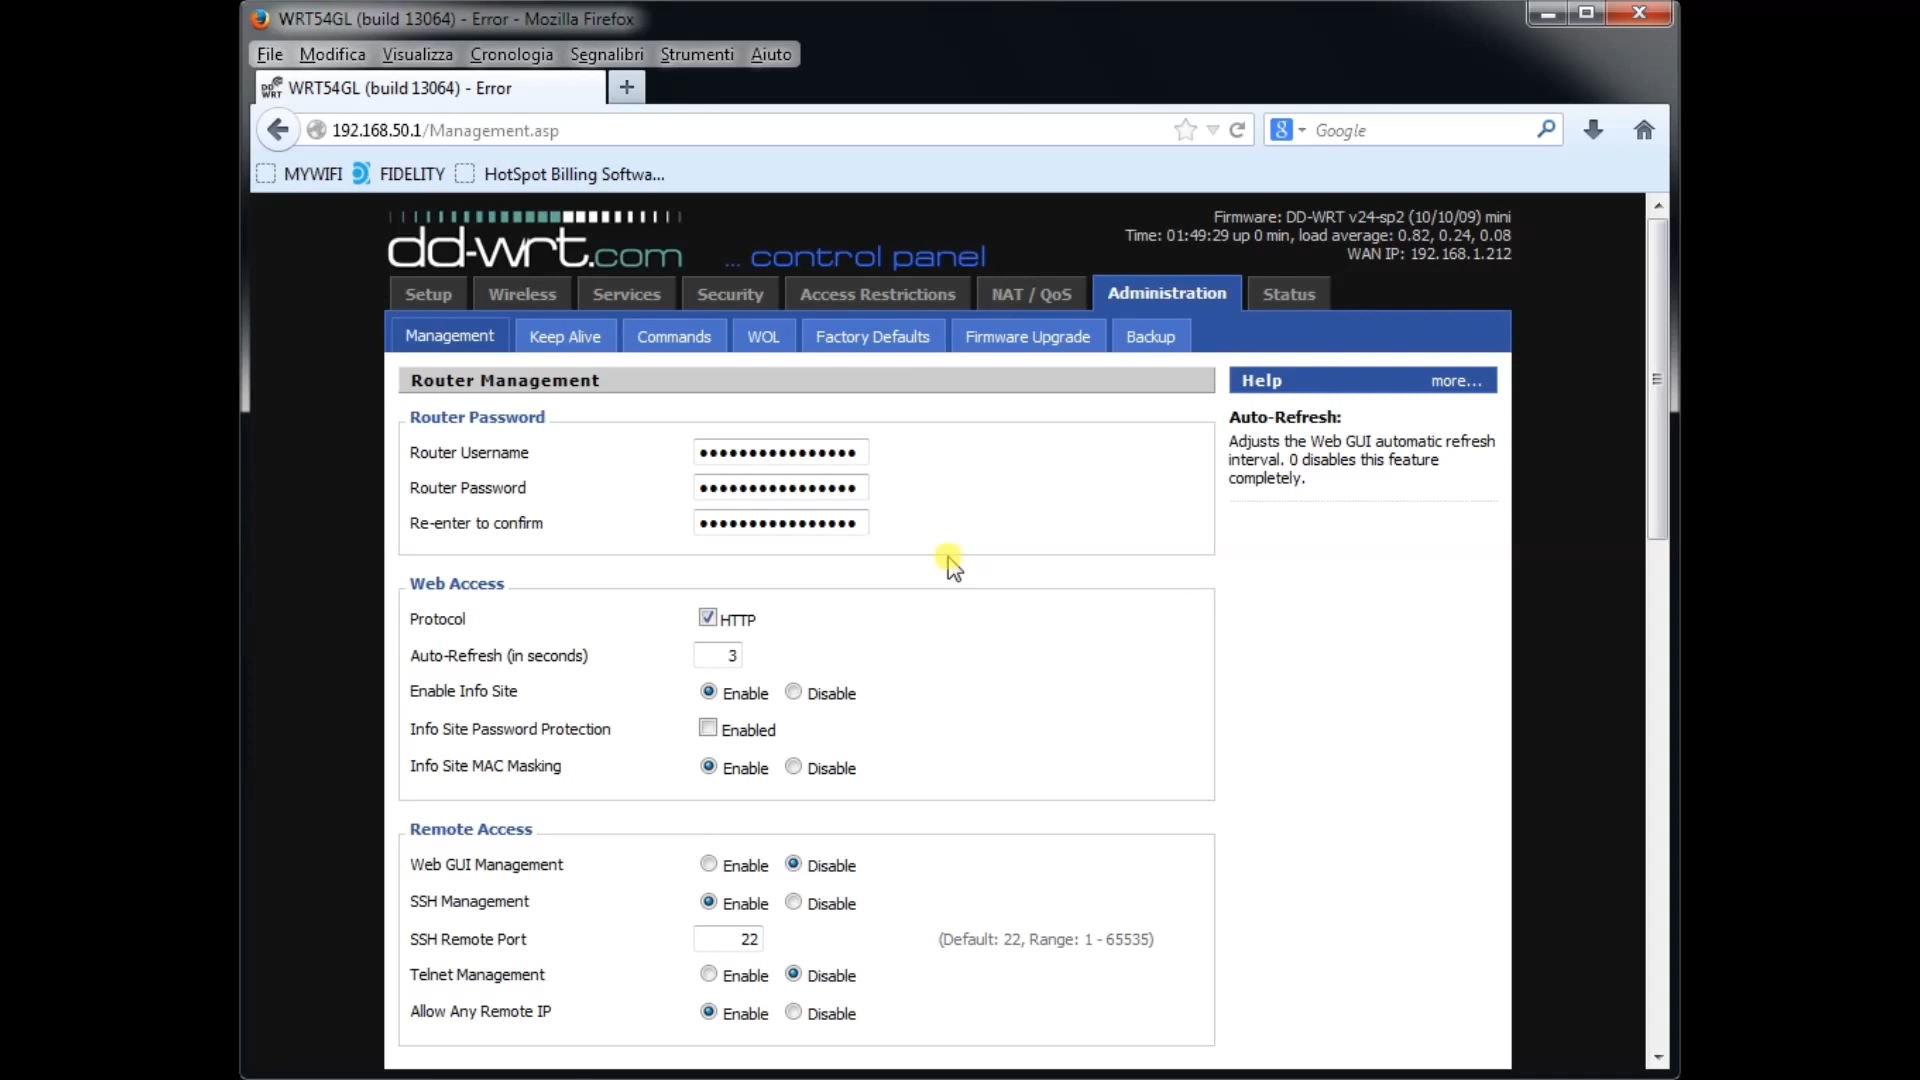 WRT54GL (build 13064) - Error - Mozilla Firefox
File Modifica Visualizza Cronologia Segnalibri Strumenti Aiuto
DD WRT WRT54GL (build 13064) - Error
192.168.50.1/Management.asp
8 Google
MYWIFI FIDELITY HotSpot Billing Softwa...
dd-wrt.com ... control panel
Firmware: DD-WRT v24-sp2 (10/10/09) mini
Time: 01:49:29 up 0 min, load average: 0.82, 0.24, 0.08
WAN IP: 192.168.1.212
Setup Wireless Services Security Access Restrictions NAT / QoS Administration Status
Management Keep Alive Commands WOL Factory Defaults Firmware Upgrade Backup
Router Management
Router Password
Router Username
Router Password
Re-enter to confirm
Web Access
Protocol HTTP
Auto-Refresh (in seconds) 3
Enable Info Site Enable Disable
Info Site Password Protection Enabled
Info Site MAC Masking Enable Disable
Remote Access
Web GUI Management Enable Disable
SSH Management Enable Disable
SSH Remote Port 22 (Default: 22, Range: 1 - 65535)
Telnet Management Enable Disable
Allow Any Remote IP Enable Disable
Help more...
Auto-Refresh:
Adjusts the Web GUI automatic refresh
interval. 0 disables this feature
completely.